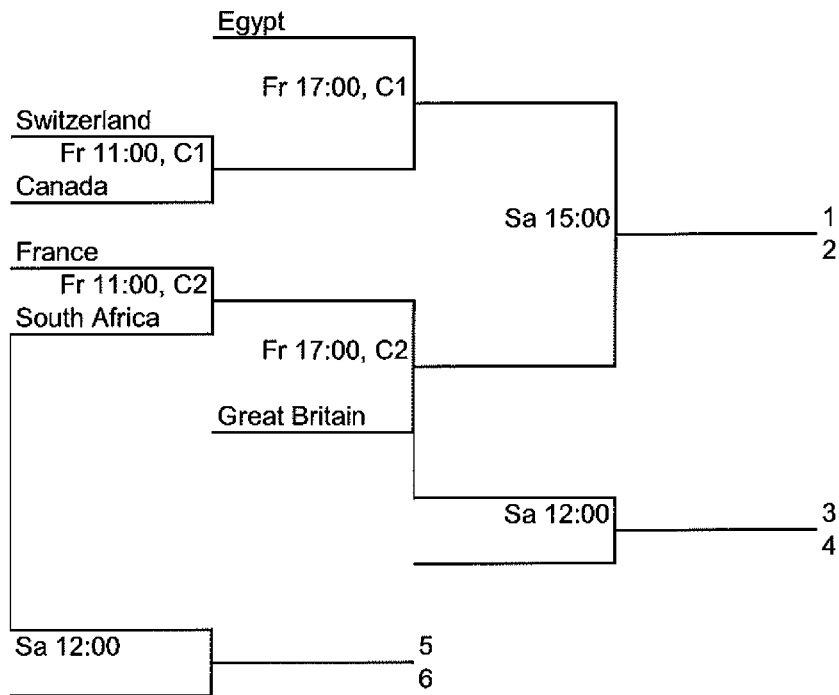 Egypt
Fr 17:00, C1
Switzerland
Fr 11:00, C1
Canada
Sa 15:00
1
2
France
Fr 11:00, C2
South Africa
Fr 17:00, C2
Great Britain
Sa 12:00
3
4
Sa 12:00
5
6